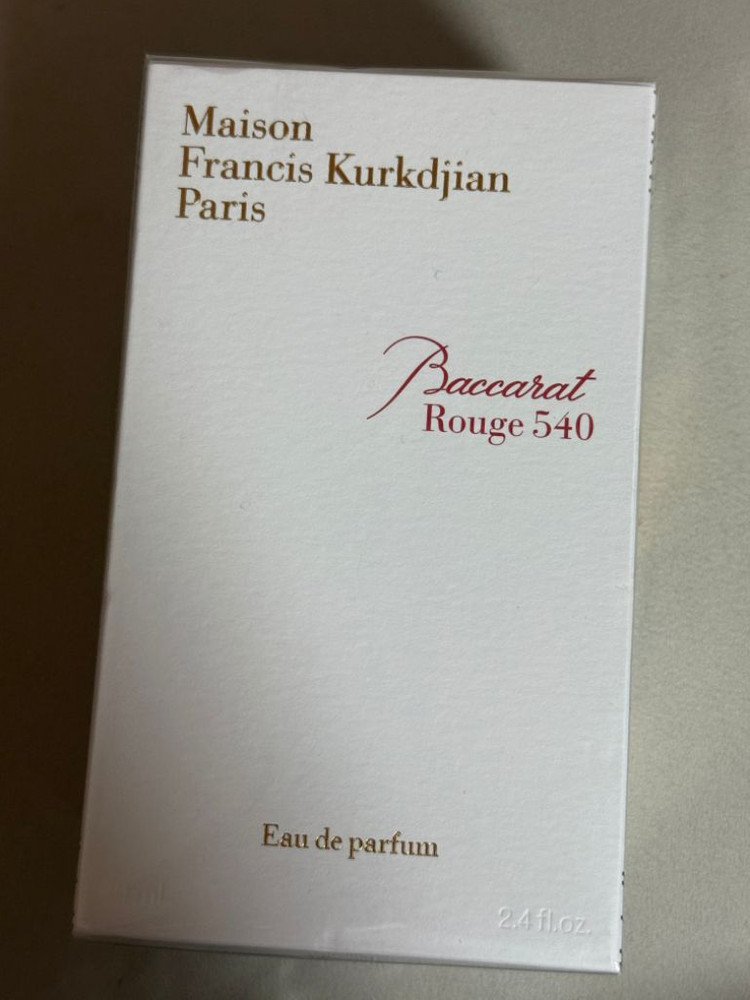 Maison
Francis Kurkdjian
Paris
Baccarat
Rouge 540
Eau de parfum
2.4 fl.oz.